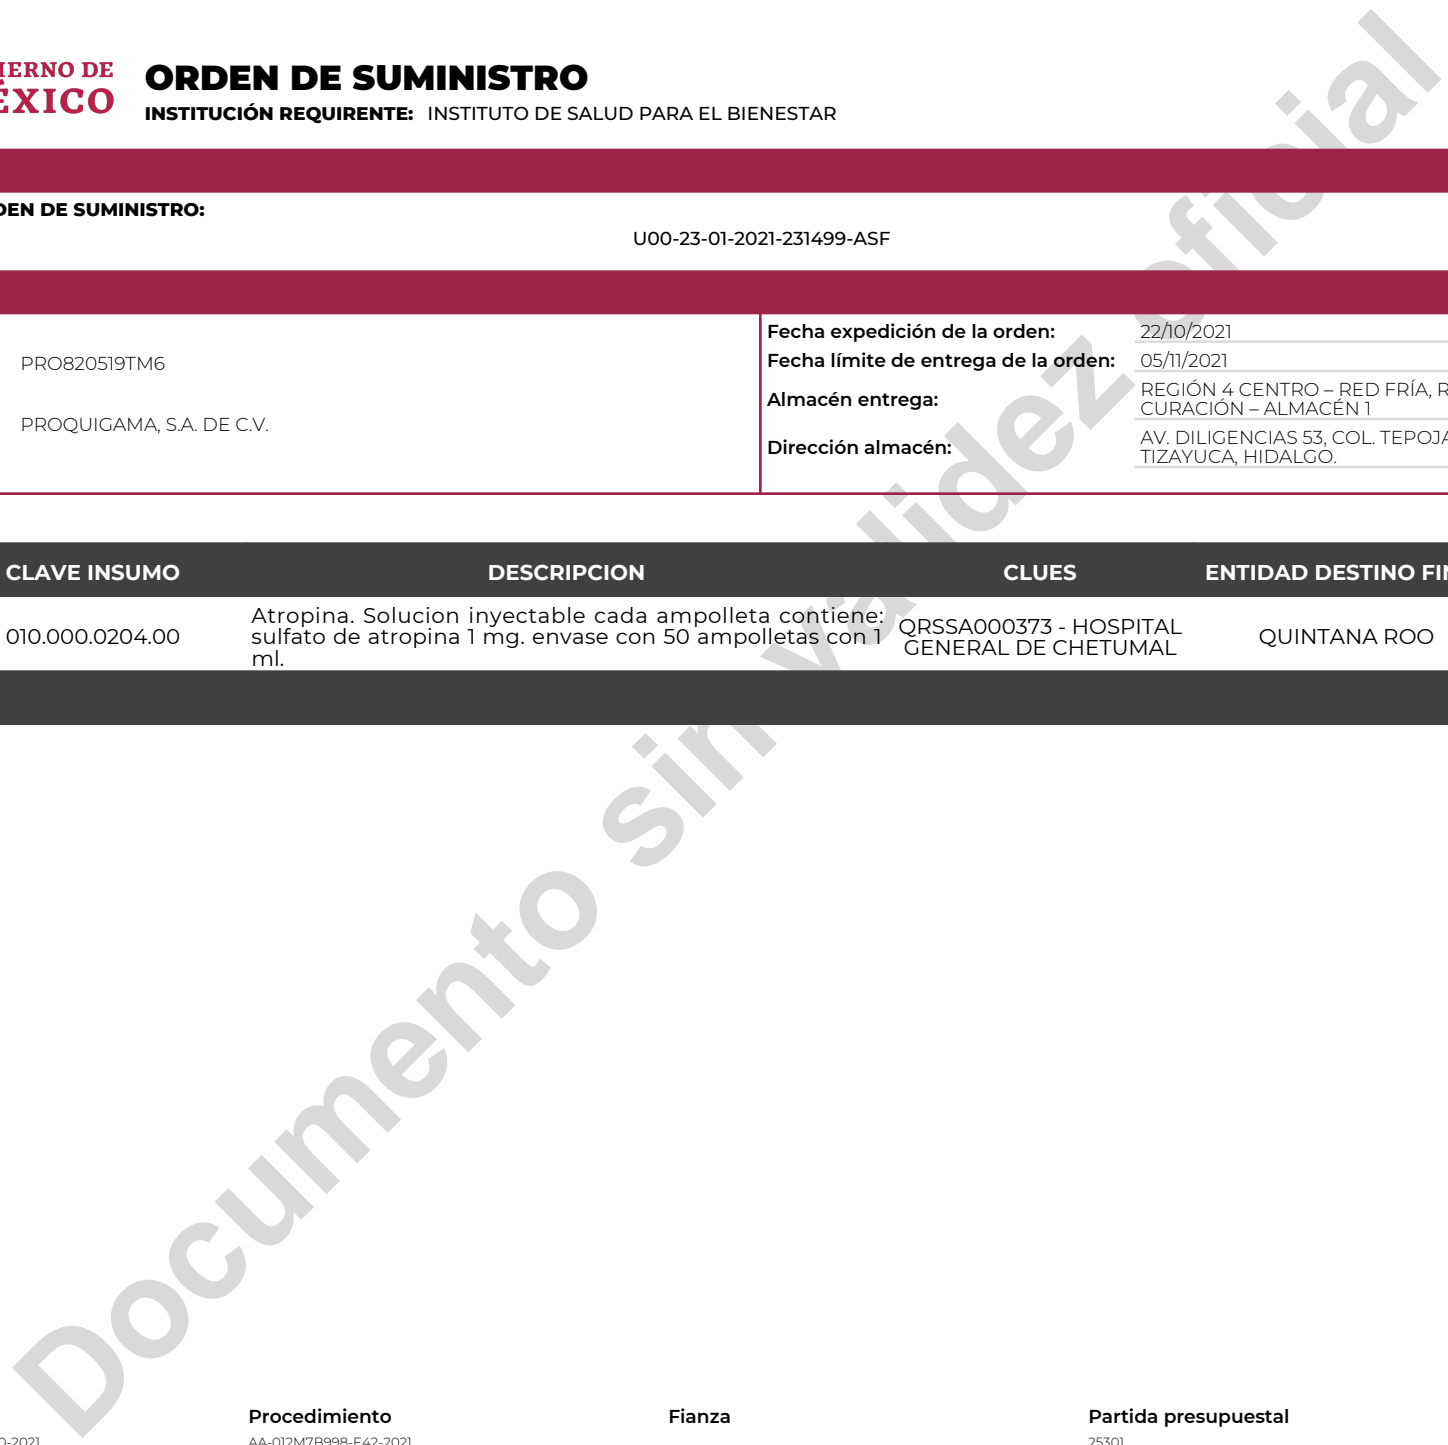 ORDEN DE SUMINISTRO
INSTITUCIÓN REQUIRENTE: INSTITUTO DE SALUD PARA EL BIENESTAR
DEN DE SUMINISTRO:
U00-23-01-2021-231499-ASF
PRO820519TM6
PROQUIGAMA, S.A. DE C.V.
Fecha expedición de la orden: 22/10/2021
Fecha límite de entrega de la orden: 05/11/2021
Almacén entrega: REGIÓN 4 CENTRO – RED FRÍA, R
CURACIÓN – ALMACÉN 1
Dirección almacén: AV. DILIGENCIAS 53, COL. TEPOJA
TIZAYUCA, HIDALGO.
CLAVE INSUMO DESCRIPCION CLUES ENTIDAD DESTINO FIN
010.000.0204.00
Atropina. Solucion inyectable cada ampolleta contiene:
sulfato de atropina 1 mg. envase con 50 ampolletas con 1
ml.
QRSSA000373 - HOSPITAL
GENERAL DE CHETUMAL
QUINTANA ROO
Documento sin validez oficial
Procedimiento Fianza Partida presupuestal
0-2021 AA-012M7B998-E42-2021 25301
IERNO DE
ÉXICO